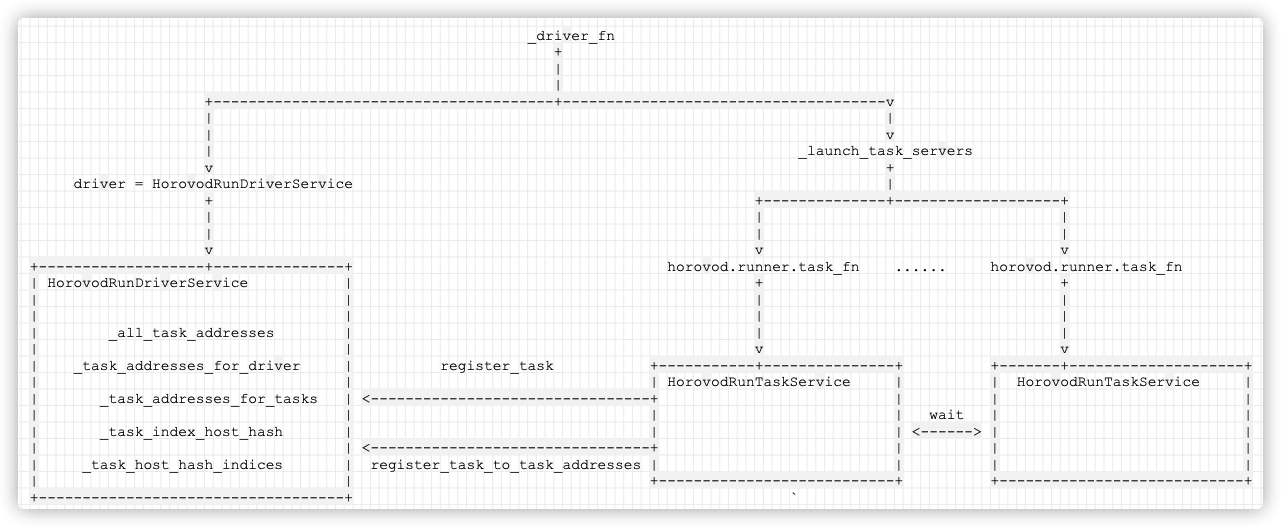 _driver_fn
_launch_task_servers
driver = HorovodRunDriverService
horovod.runner.task_fn ...... horovod.runner.task_fn
HorovodRunDriverService
_all_task_addresses
_task_addresses_for_driver
_task_addresses_for_tasks
_task_index_host_hash
_task_host_hash_indices
register_task
register_task_to_task_addresses
HorovodRunTaskService
wait
HorovodRunTaskService